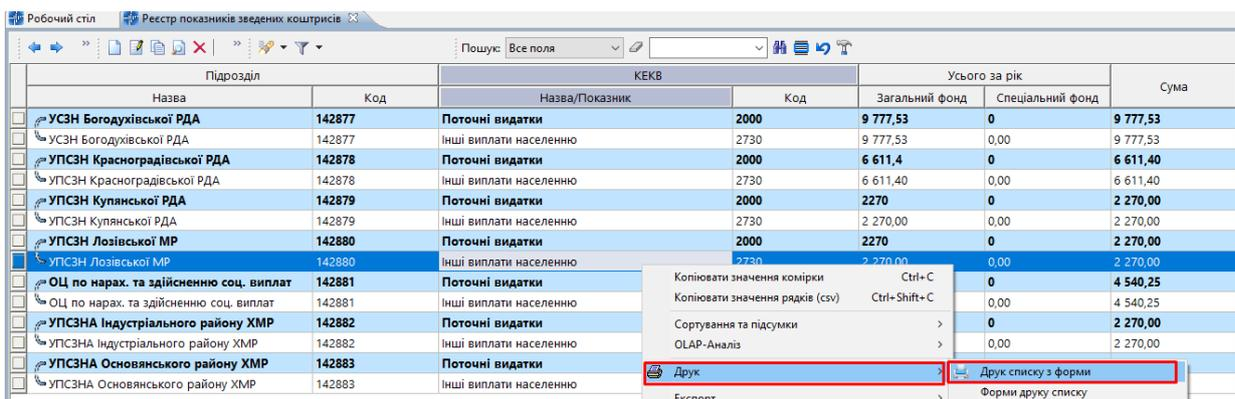 Робочий стіл Реєстр показників зведених коштрисів
Пошук: Все поля
Підрозділ КЕКВ Усього за рік Сума
Назва Код Назва/Показник Код Загальний фонд Спеціальний фонд
УСЗН Богодухівської РДА 142877 Поточні видатки 2000 9 777,53 0 9 777,53
УСЗН Богодухівської РДА 142877 Інші виплати населенню 2730 9 777,53 0,00 9 777,53
УПСЗН Красноградівської РДА 142878 Поточні видатки 2000 6 611,4 0 6 611,40
УПСЗН Красноградівської РДА 142878 Інші виплати населенню 2730 6 611,40 0,00 6 611,40
УПСЗН Купянської РДА 142879 Поточні видатки 2000 2270 0 2 270,00
УПСЗН Купянської РДА 142879 Інші виплати населенню 2730 2 270,00 0,00 2 270,00
УПСЗН Лозівської МР 142880 Поточні видатки 2000 2270 0 2 270,00
УПСЗН Лозівської МР 142880 Інші виплати населенню 2730 2 270,00 0,00 2 270,00
ОЦ по нарах. та здійсненню соц. виплат 142881 Поточні видатки 0 4 540,25
ОЦ по нарах. та здійсненню соц. виплат 142881 Інші виплати населенню 0,00 4 540,25
УПСЗНА Індустріального району ХМР 142882 Поточні видатки 0 2 270,00
УПСЗНА Індустріального району ХМР 142882 Інші виплати населенню 0,00 2 270,00
УПСЗНА Основянського району ХМР 142883 Поточні видатки
УПСЗНА Основянського району ХМР 142883 Інші виплати населенню
Копіювати значення комірки Ctrl+C
Копіювати значення рядків (csv) Ctrl+Shift+C
Сортування та підсумки
OLAP-Аналіз
Друк
Експорт
Друк списку з форми
Форми друку списку